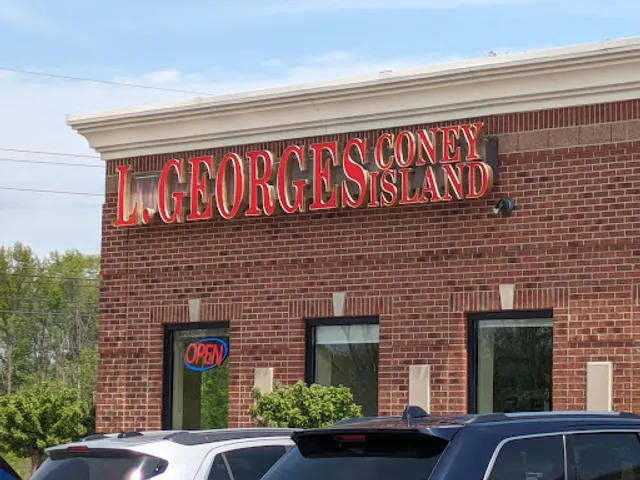 L. GEORGES CONEY
ISLAND
OPEN